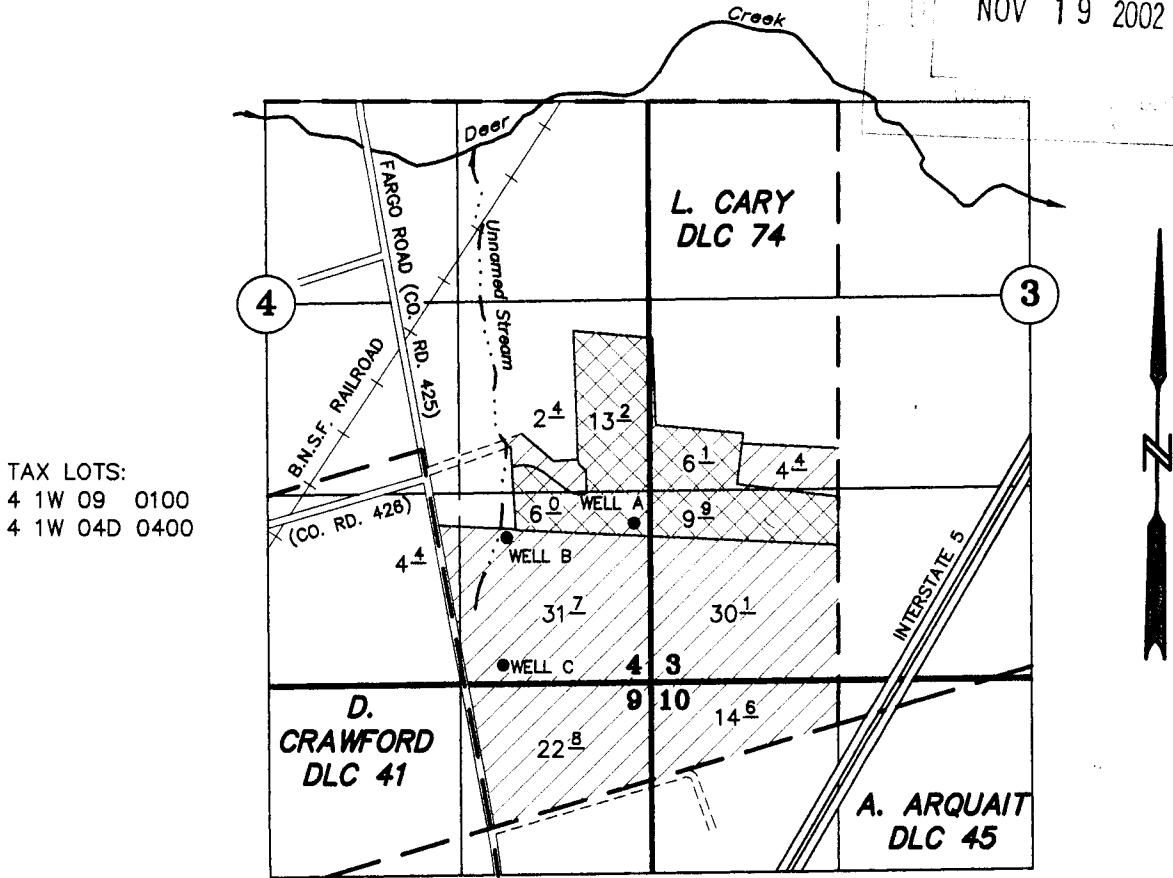 NOV 19 2002
Creek
Deer
FARGO ROAD (CO. RD. 425)
Unnamed Stream
B.N.S.F. RAILROAD
L. CARY
DLC 74
4
3
2 4
13 2
6 1
4 4
TAX LOTS:
4 1W 09 0100
4 1W 04D 0400
(CO. RD. 426)
6 0
WELL A
9 9
4 4
WELL B
31 7
30 1
INTERSTATE 5
WELL C
4 3
9 10
D.
CRAWFORD
DLC 41
22 8
14 6
A. ARQUAIT
DLC 45
N